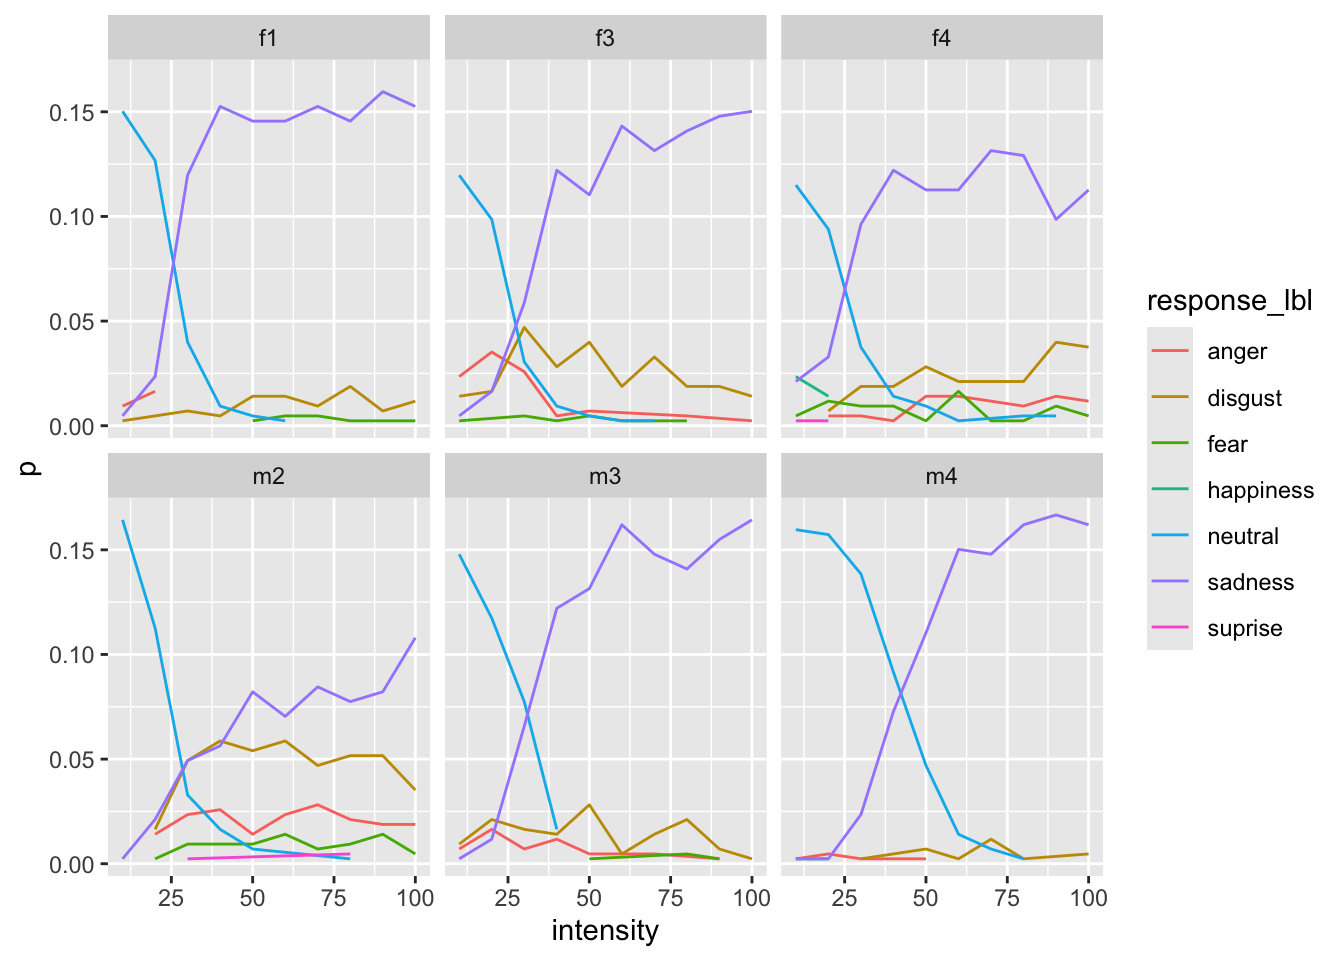 f1 f3 f4
0.15
0.10
0.05
0.00
m2 m3 m4
0.15
0.10
0.05
0.00
25 50 75 100 25 50 75 100 25 50 75 100
intensity
p
response_lbl
anger
disgust
fear
happiness
neutral
sadness
suprise